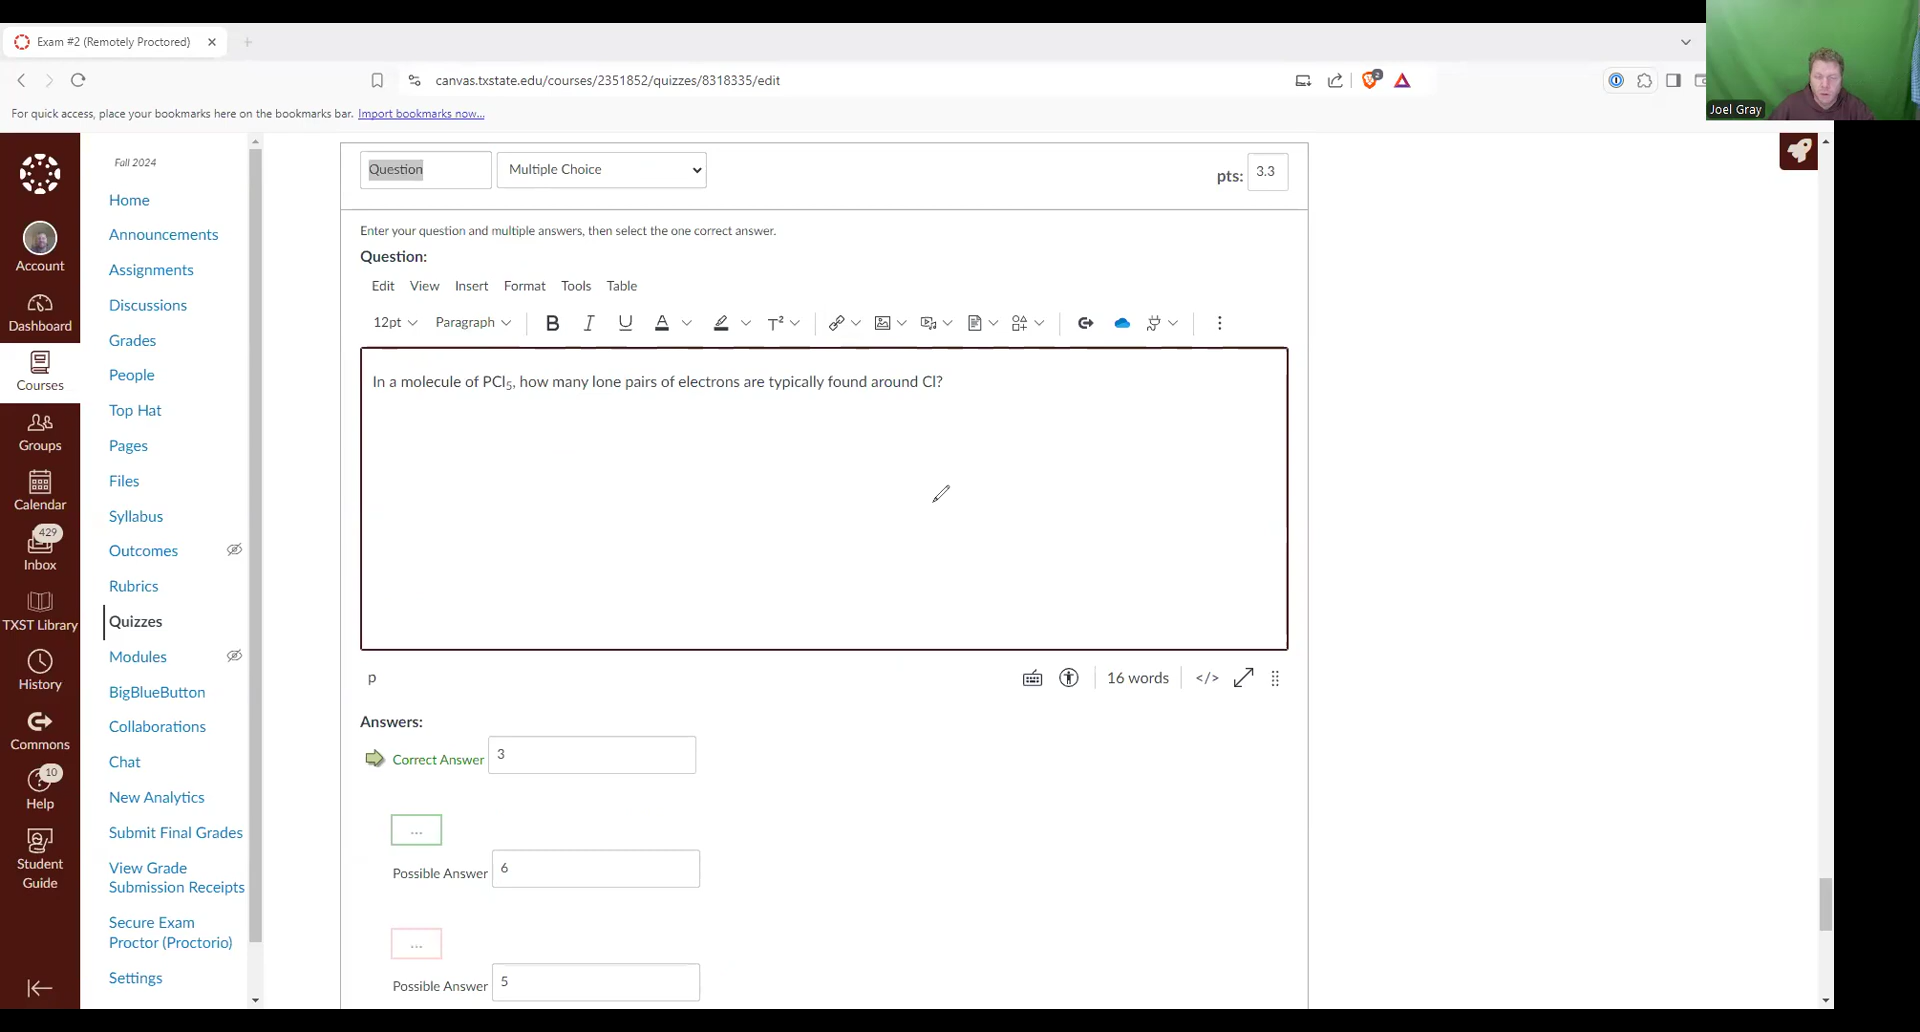 Exam #2 (Remotely Proctored)
canvas.txstate.edu/courses/2351852/quizzes/8318335/edit
2
For quick access, place your bookmarks here on the bookmarks bar. Import bookmarks now...
Joel Gray
Account
Dashboard
Courses
Groups
Calendar
429
Inbox
TXST Library
History
Commons
10
Help
Student
Guide
Fall 2024
Home
Announcements
Assignments
Discussions
Grades
People
Top Hat
Pages
Files
Syllabus
Outcomes
Rubrics
Quizzes
Modules
BigBlueButton
Collaborations
Chat
New Analytics
Submit Final Grades
View Grade
Submission Receipts
Secure Exam
Proctor (Proctorio)
Settings
Question Multiple Choice pts: 3.3
Enter your question and multiple answers, then select the one correct answer.
Question:
Edit View Insert Format Tools Table
12pt Paragraph B I U A T²
In a molecule of PCl₅, how many lone pairs of electrons are typically found around Cl?
p 16 words </>
Answers:
Correct Answer 3
...
Possible Answer 6
...
Possible Answer 5